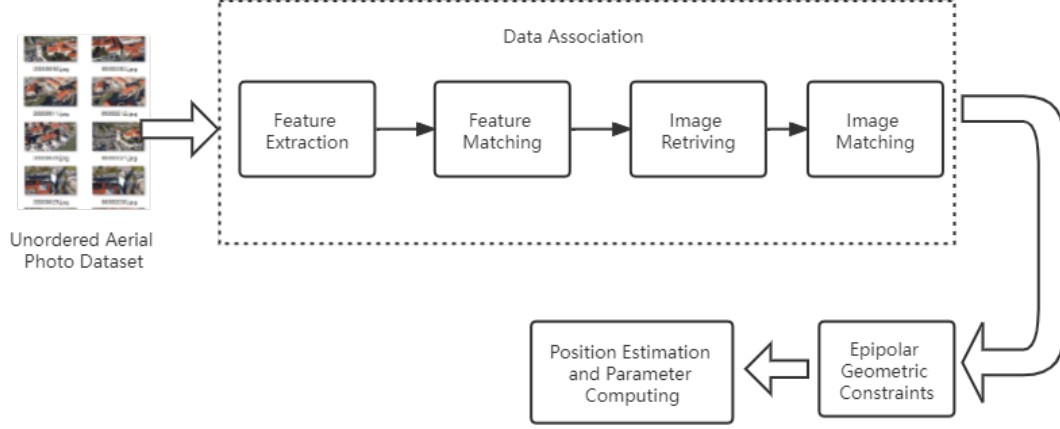 Data Association
Feature
Extraction
Feature
Matching
Image
Retriving
Image
Matching
Unordered Aerial
Photo Dataset
Position Estimation
and Parameter
Computing
Epipolar
Geometric
Constraints